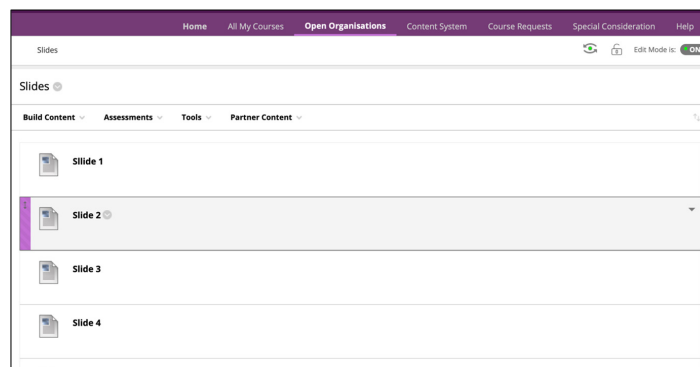 Home All My Courses Open Organisations Content System Course Requests Special Consideration Help
Slides Edit Mode is: ON
Slides
Build Content Assessments Tools Partner Content
Sllide 1
Slide 2
Slide 3
Slide 4